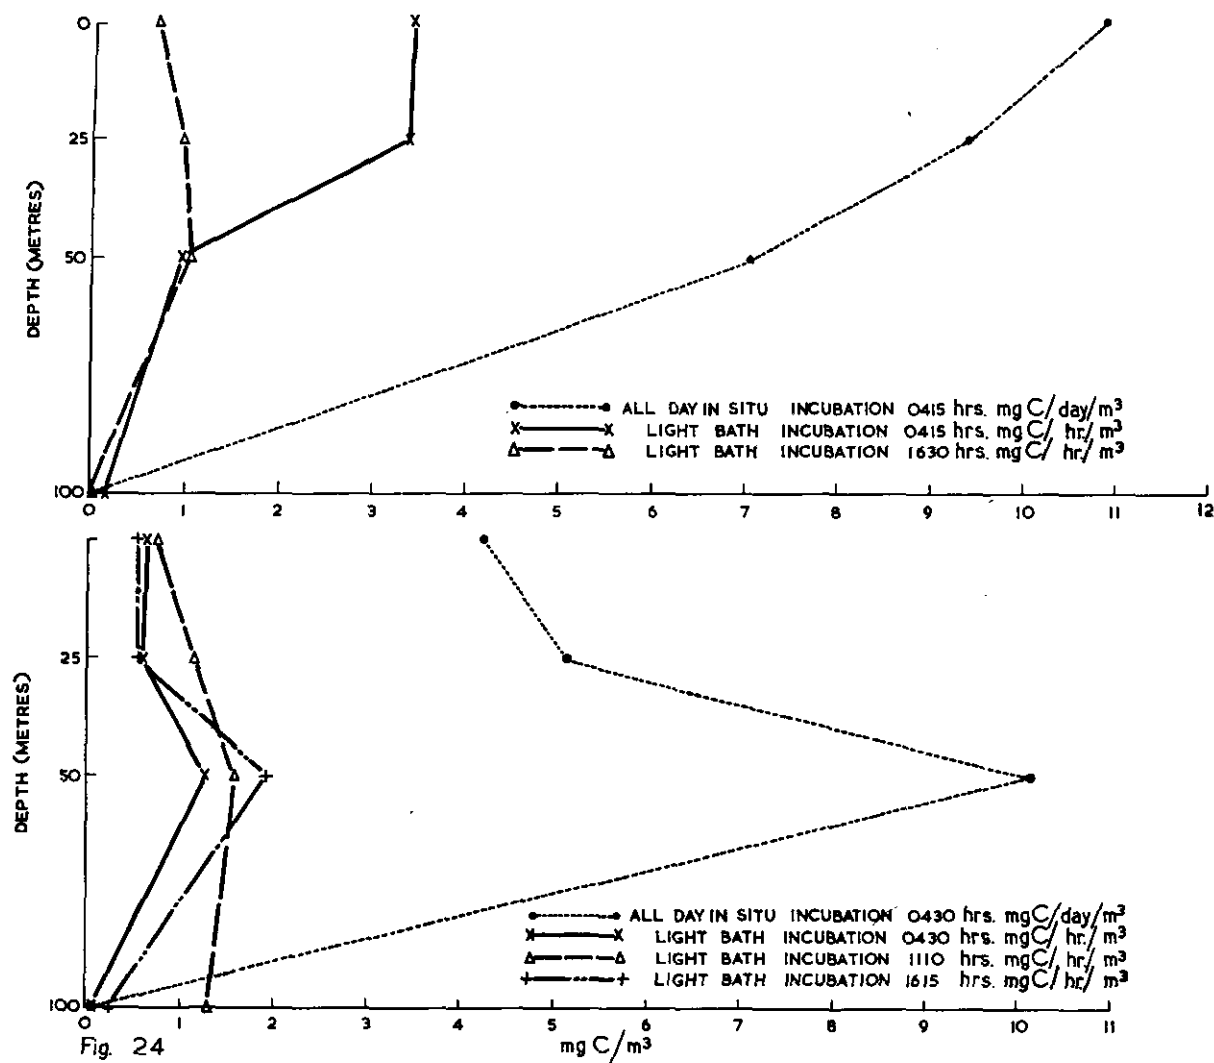 0
25
50
100
DEPTH (METRES)
ALL DAY IN SITU INCUBATION 0415 hrs. mg C/day/m³
LIGHT BATH INCUBATION 0415 hrs. mg C/hr/m³
LIGHT BATH INCUBATION 1630 hrs. mg C/hr/m³
0 1 2 3 4 5 6 7 8 9 10 11 12
25
50
100
DEPTH (METRES)
ALL DAY IN SITU INCUBATION 0430 hrs. mg C/day/m³
LIGHT BATH INCUBATION 0430 hrs. mg C/hr/m³
LIGHT BATH INCUBATION 1110 hrs. mg C/hr/m³
LIGHT BATH INCUBATION 1615 hrs. mg C/hr/m³
0 1 2 3 4 5 6 7 8 9 10 11
mg C/m³
Fig. 24